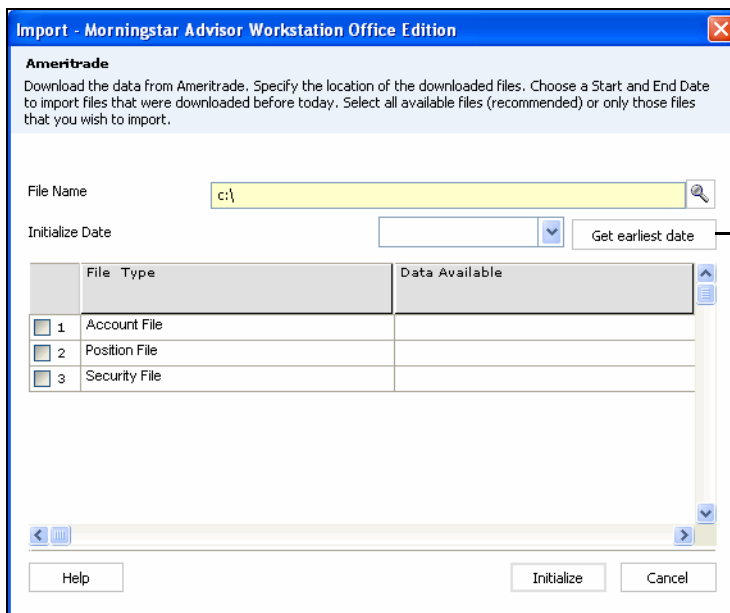 Import - Morningstar Advisor Workstation Office Edition
Ameritrade
Download the data from Ameritrade. Specify the location of the downloaded files. Choose a Start and End Date
to import files that were downloaded before today. Select all available files (recommended) or only those files
that you wish to import.
File Name c:\
Initialize Date Get earliest date
File Type Data Available
1 Account File
2 Position File
3 Security File
Help Initialize Cancel